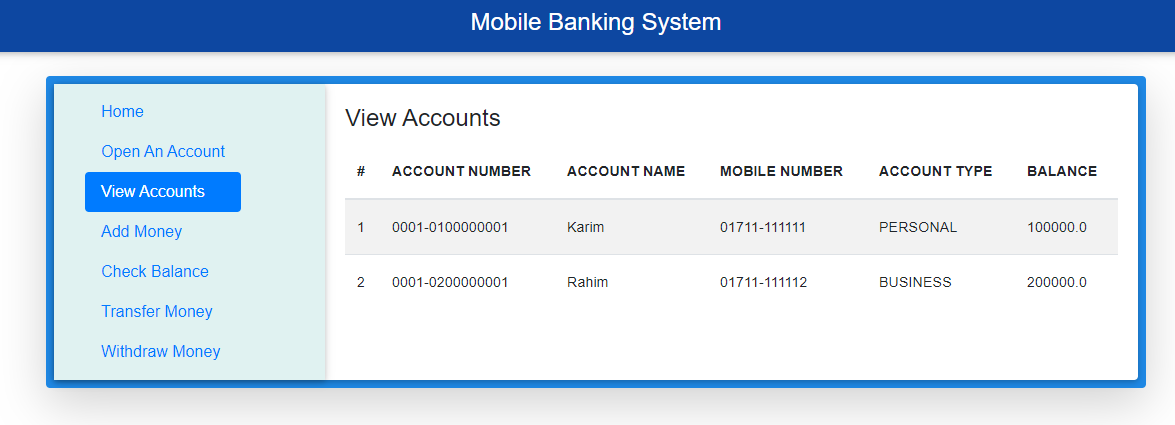 Mobile Banking System
Home
Open An Account
View Accounts
Add Money
Check Balance
Transfer Money
Withdraw Money
View Accounts
# ACCOUNT NUMBER ACCOUNT NAME MOBILE NUMBER ACCOUNT TYPE BALANCE
1 0001-0100000001 Karim 01711-111111 PERSONAL 100000.0
2 0001-0200000001 Rahim 01711-111112 BUSINESS 200000.0